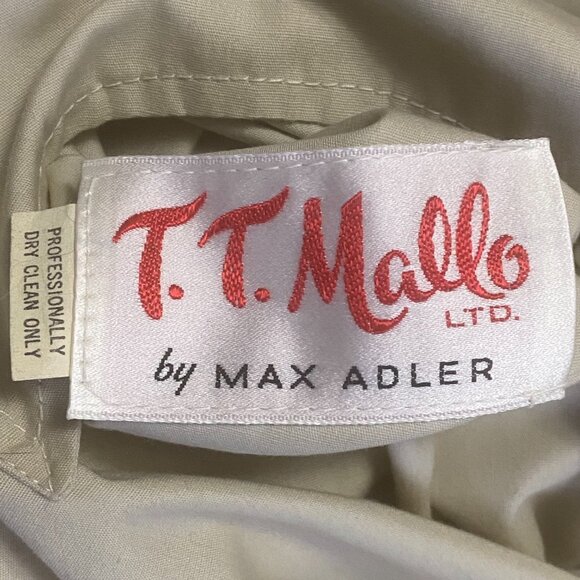 T.T. Mallo
LTD.
by MAX ADLER
PROFESSIONALLY
DRY CLEAN ONLY